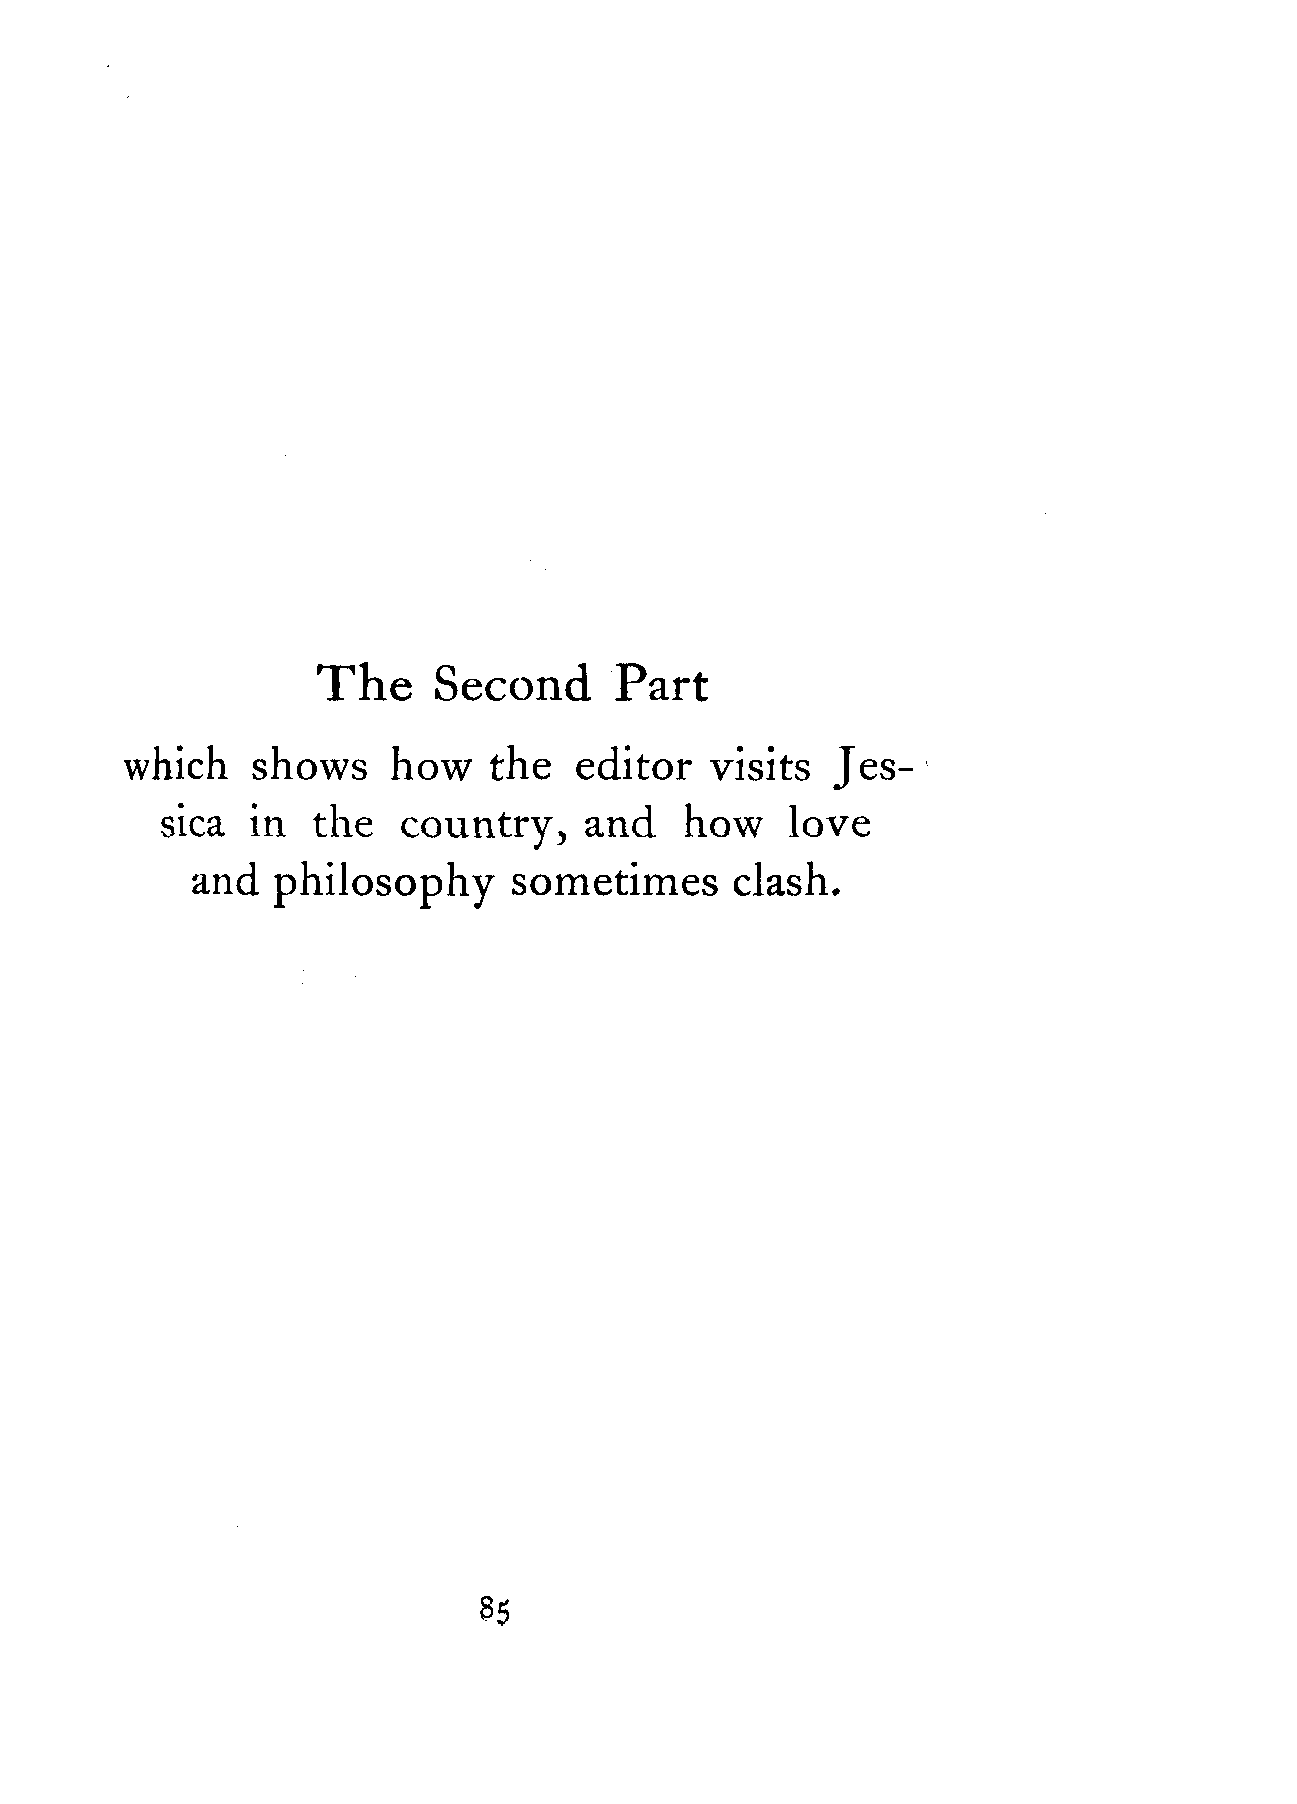 The Second Part
which shows how the editor visits Jes-
sica in the country, and how love
and philosophy sometimes clash.
85